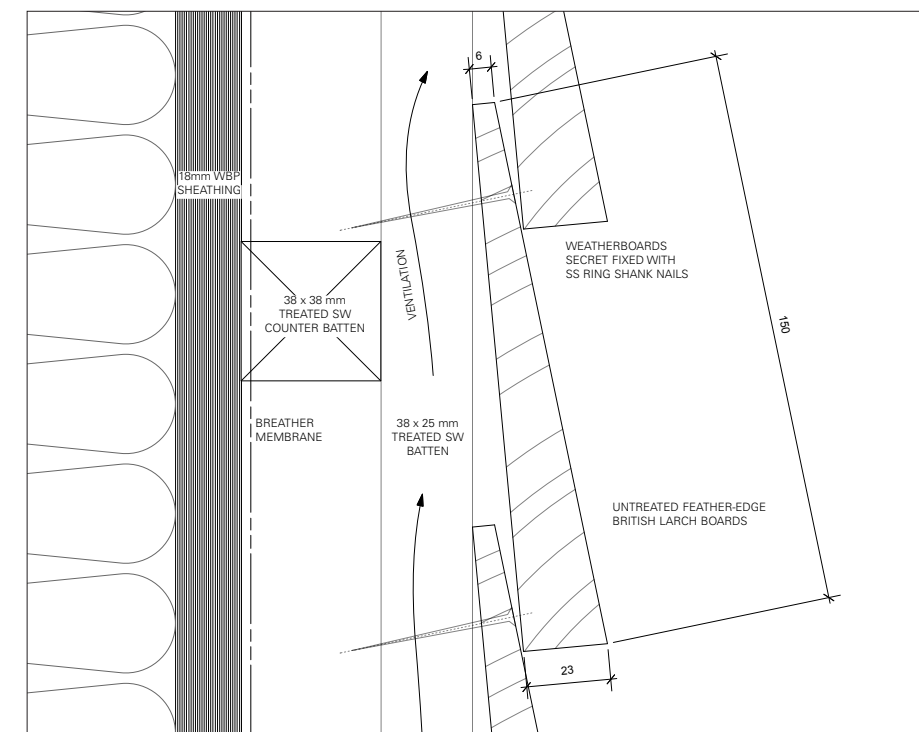 6
18mm WBP
SHEATHING
WEATHERBOARDS
SECRET FIXED WITH
SS RING SHANK NAILS
VENTILATION
38 x 38 mm
TREATED SW
COUNTER BATTEN
150
BREATHER
MEMBRANE
38 x 25 mm
TREATED SW
BATTEN
UNTREATED FEATHER-EDGE
BRITISH LARCH BOARDS
23